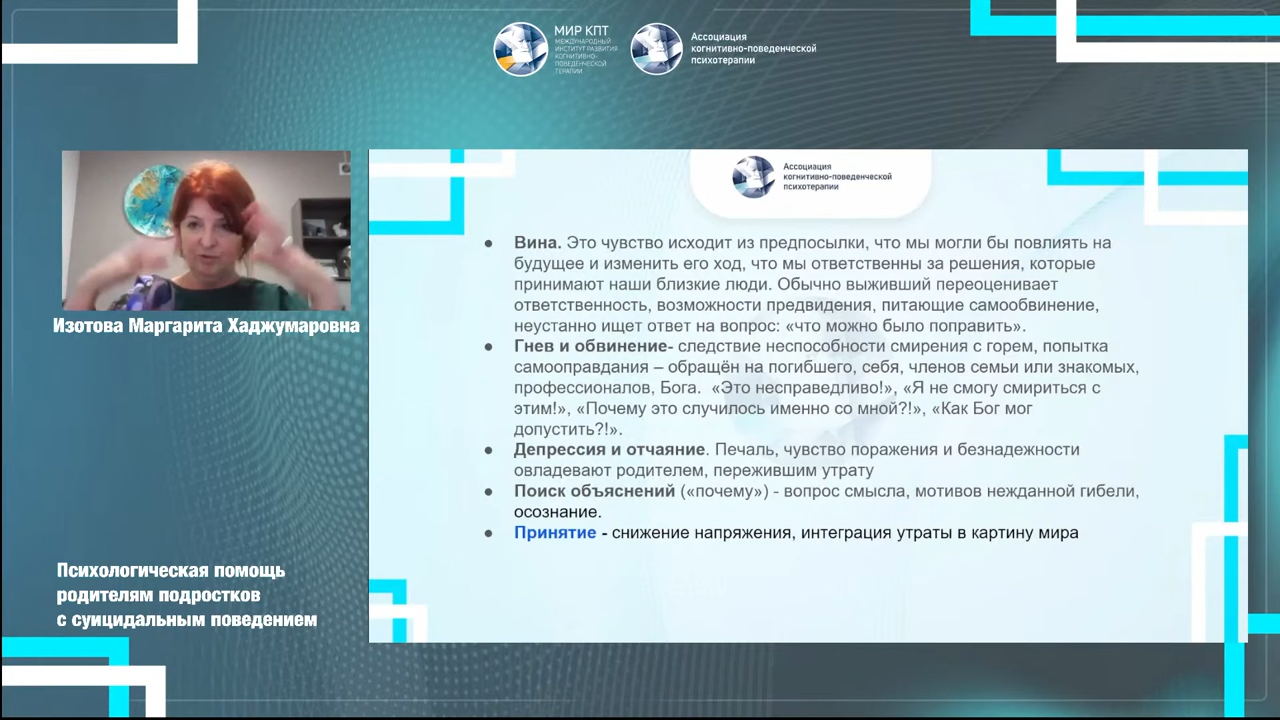 МИР КПТ
МЕЖДУНАРОДНЫЙ
ИНСТИТУТ РАЗВИТИЯ
КОГНИТИВНО-
ПОВЕДЕНЧЕСКОЙ
ТЕРАПИИ
Ассоциация
когнитивно-поведенческой
психотерапии
Изотова Маргарита Хаджумаровна
Психологическая помощь
родителям подростков
с суицидальным поведением
Ассоциация
когнитивно-поведенческой
психотерапии
● Вина. Это чувство исходит из предпосылки, что мы могли бы повлиять на
будущее и изменить его ход, что мы ответственны за решения, которые
принимают наши близкие люди. Обычно выживший переоценивает
ответственность, возможности предвидения, питающие самообвинение,
неустанно ищет ответ на вопрос: «что можно было поправить».
● Гнев и обвинение- следствие неспособности смирения с горем, попытка
самооправдания – обращён на погибшего, себя, членов семьи или знакомых,
профессионалов, Бога. «Это несправедливо!», «Я не смогу смириться с
этим!», «Почему это случилось именно со мной?!», «Как Бог мог
допустить?!».
● Депрессия и отчаяние. Печаль, чувство поражения и безнадежности
овладевают родителем, пережившим утрату
● Поиск объяснений («почему») - вопрос смысла, мотивов нежданной гибели,
осознание.
● Принятие - снижение напряжения, интеграция утраты в картину мира